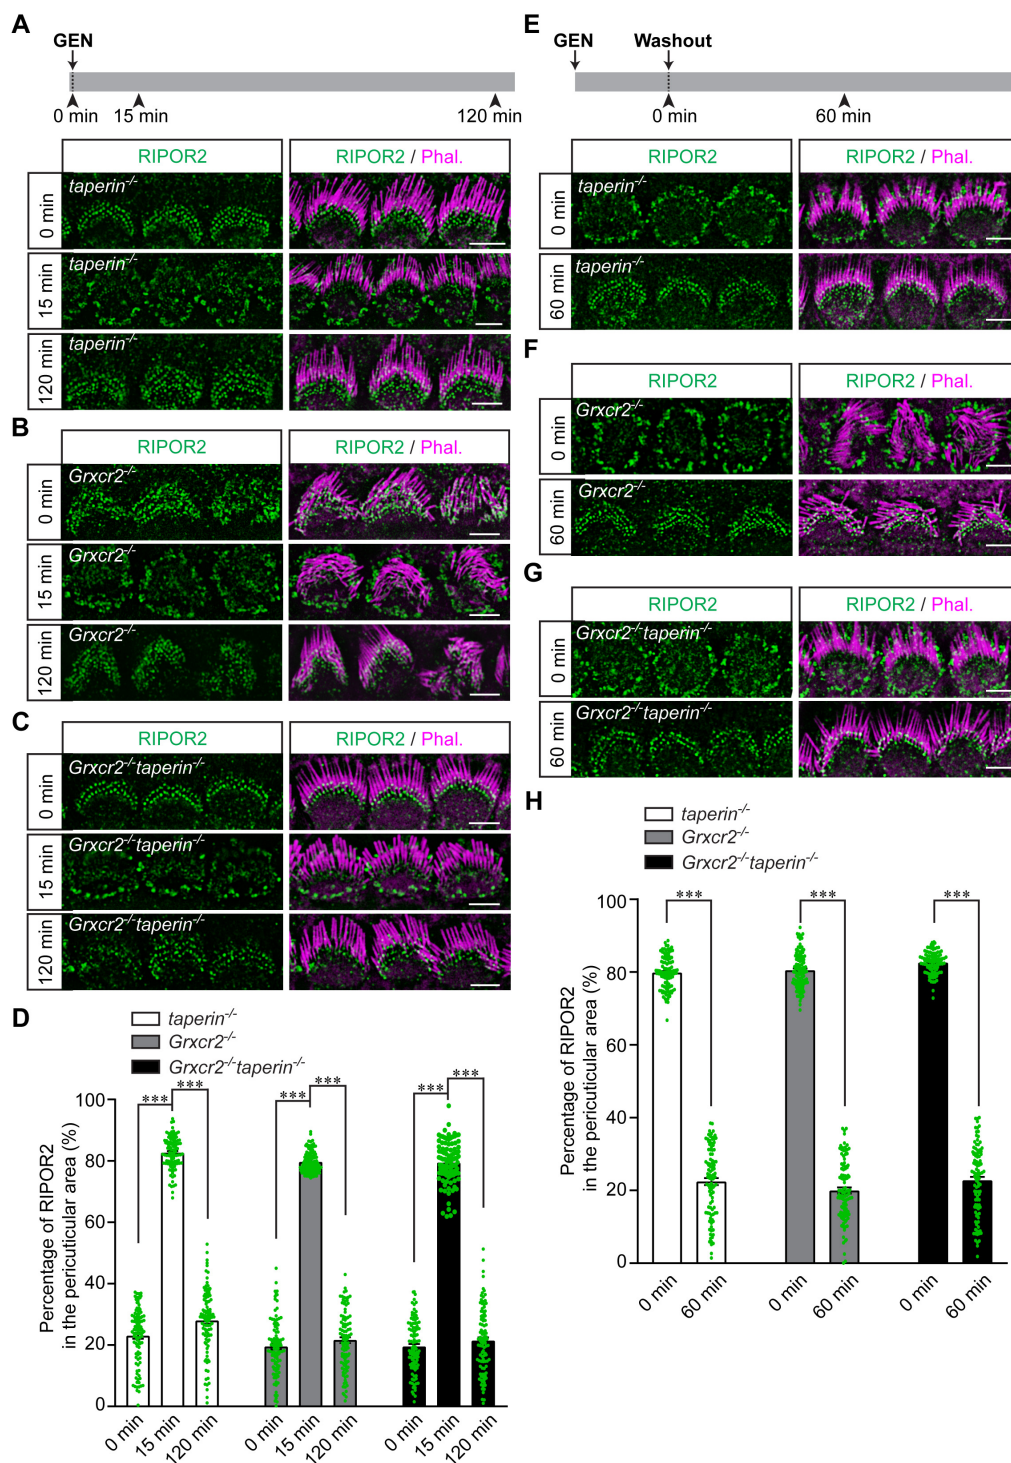 A
GEN
0 min
15 min
120 min
RIPOR2
RIPOR2 / Phal.
0 min
taperin-/-
15 min
taperin-/-
120 min
taperin-/-
B
RIPOR2
RIPOR2 / Phal.
0 min
Grxcr2-/-
15 min
Grxcr2-/-
120 min
Grxcr2-/-
C
RIPOR2
RIPOR2 / Phal.
0 min
Grxcr2-/-taperin-/-
15 min
Grxcr2-/-taperin-/-
120 min
Grxcr2-/-taperin-/-
D
taperin-/-
Grxcr2-/-
Grxcr2-/-taperin-/-
Percentage of RIPOR2
in the pericuticular area (%)
100
80
60
40
20
0
***
***
***
***
***
***
0 min
15 min
120 min
0 min
15 min
120 min
0 min
15 min
120 min
E
GEN
Washout
0 min
60 min
RIPOR2
RIPOR2 / Phal.
0 min
taperin-/-
60 min
taperin-/-
F
RIPOR2
RIPOR2 / Phal.
0 min
Grxcr2-/-
60 min
Grxcr2-/-
G
RIPOR2
RIPOR2 / Phal.
0 min
Grxcr2-/-taperin-/-
60 min
Grxcr2-/-taperin-/-
H
taperin-/-
Grxcr2-/-
Grxcr2-/-taperin-/-
Percentage of RIPOR2
in the pericuticular area (%)
100
80
60
40
20
0
***
***
***
0 min
60 min
0 min
60 min
0 min
60 min